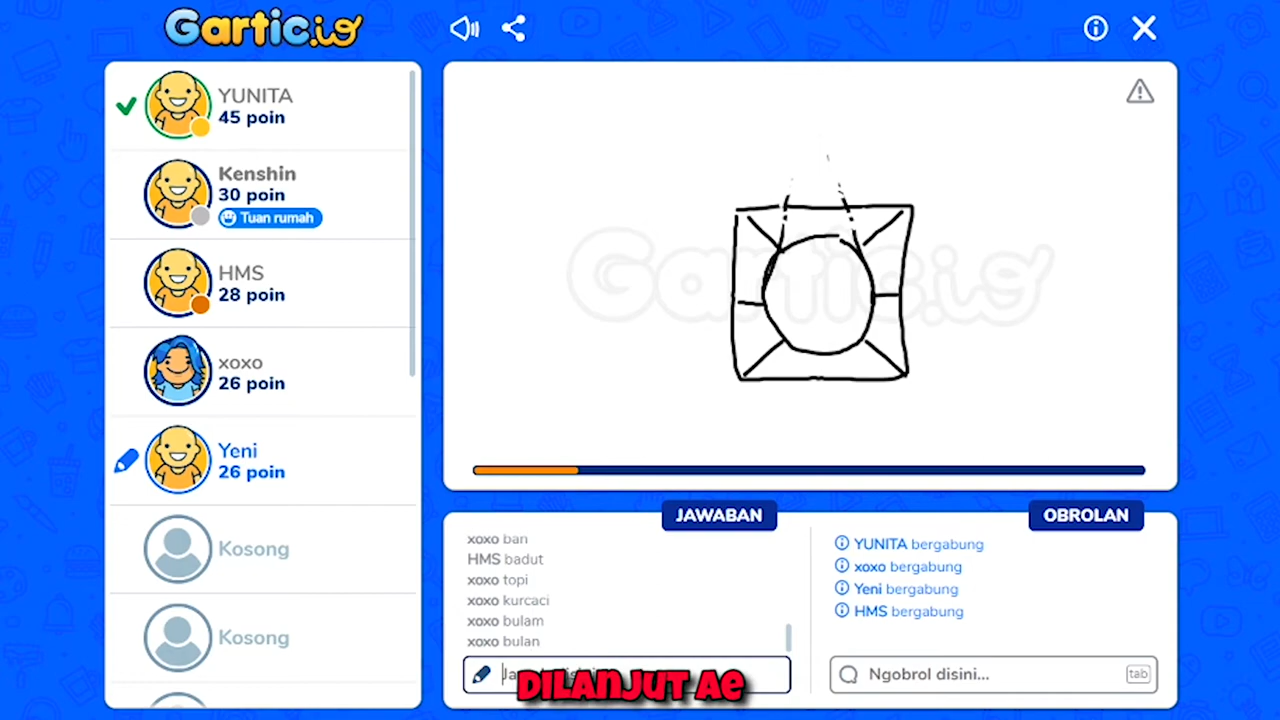 Gartic.io
YUNITA
45 poin
Kenshin
30 poin
Tuan rumah
HMS
28 poin
xoxo
26 poin
Yeni
26 poin
Kosong
Kosong
Gartic.io
JAWABAN
xoxo ban
HMS badut
xoxo topi
xoxo kurcaci
xoxo bulam
xoxo bulan
DILANJUT AE
OBROLAN
YUNITA bergabung
xoxo bergabung
Yeni bergabung
HMS bergabung
Ngobrol disini...
tab